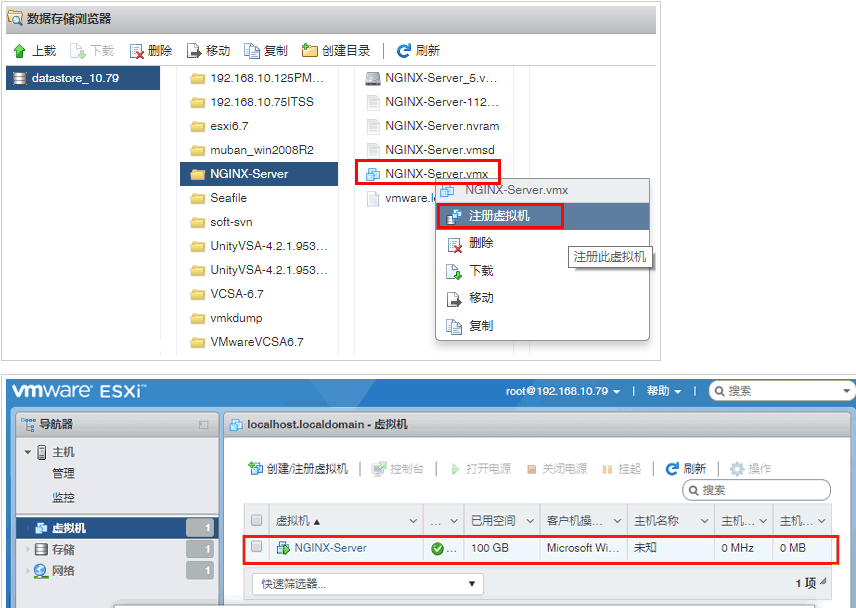 数据存储浏览器
上载 下载 删除 移动 复制 创建目录 刷新
datastore_10.79
192.168.10.125PM...
192.168.10.75ITSS
esxi6.7
muban_win2008R2
NGINX-Server
Seafile
soft-svn
UnityVSA-4.2.1.953...
UnityVSA-4.2.1.953...
VCSA-6.7
vmkdump
VMwareVCSA6.7
NGINX-Server_5.v...
NGINX-Server-112...
NGINX-Server.nvram
NGINX-Server.vmsd
NGINX-Server.vmx
NGINX-Server.vmx
注册虚拟机
删除
下载
移动
复制
注册此虚拟机
vmware ESXi™
root@192.168.10.79 | 帮助 | 搜索
导航器
主机
管理
监控
虚拟机 1
存储 1
网络 1
localhost.localdomain - 虚拟机
创建/注册虚拟机 | 控制台 | 打开电源 关闭电源 挂起 | 刷新 | 操作
搜索
虚拟机 ▲ ... 已用空间 客户机操... 主机名称 主机... 主机...
NGINX-Server ... 100 GB Microsoft Wi... 未知 0 MHz 0 MB
快速筛选器...
1 项